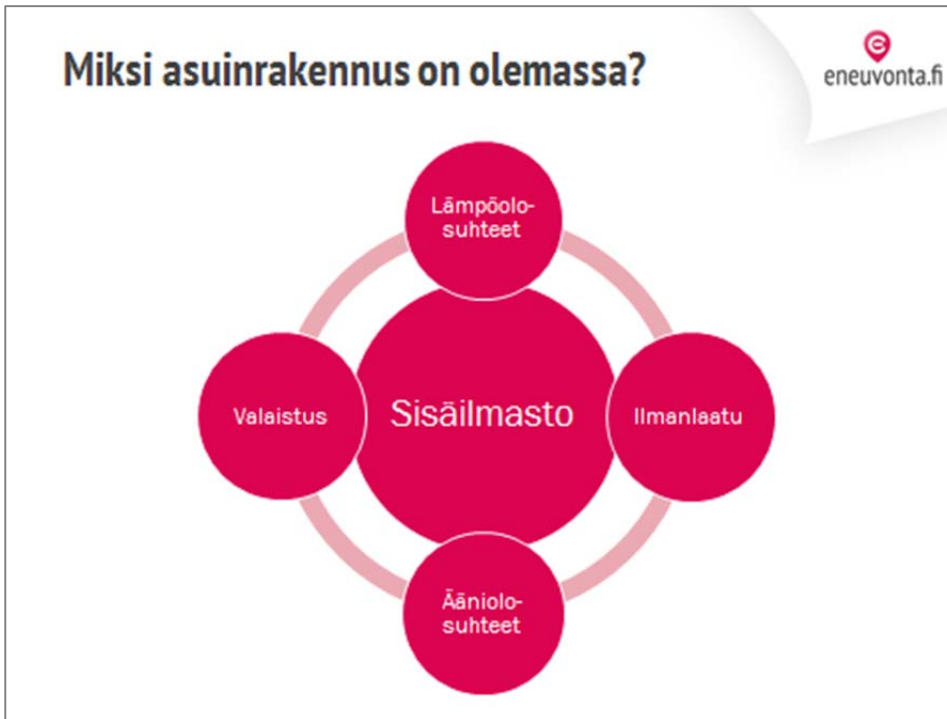 Miksi asuinrakennus on olemassa?
eneuvonta.fi
Lämpöolo-
suhteet
Valaistus
Sisäilmasto
Ilmanlaatu
Ääniolo-
suhteet